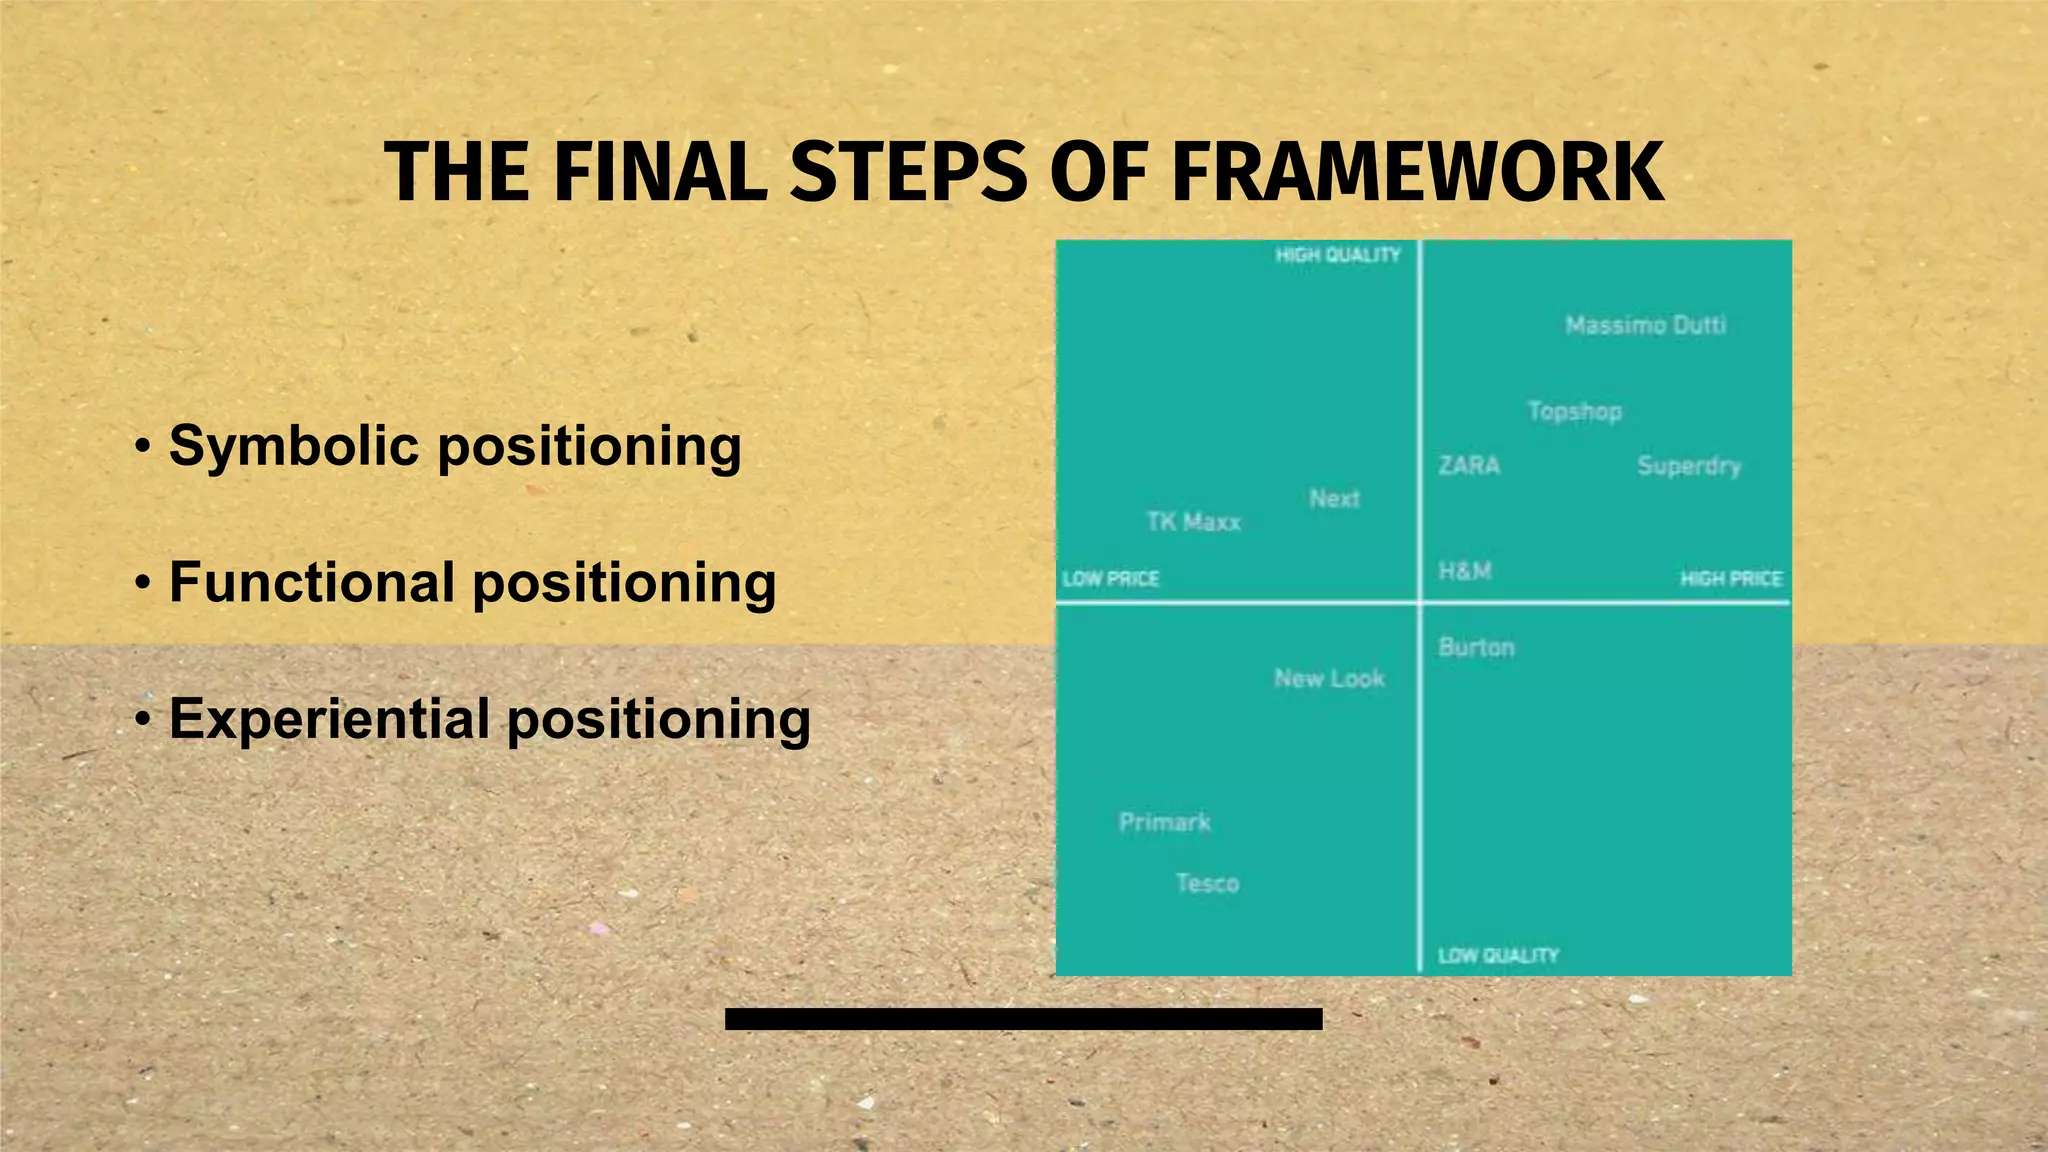 THE FINAL STEPS OF FRAMEWORK
• Symbolic positioning
• Functional positioning
• Experiential positioning
HIGH QUALITY
Massimo Dutti
Topshop
ZARA Superdry
Next
TK Maxx
H&M
LOW PRICE HIGH PRICE
Burton
New Look
Primark
Tesco
LOW QUALITY